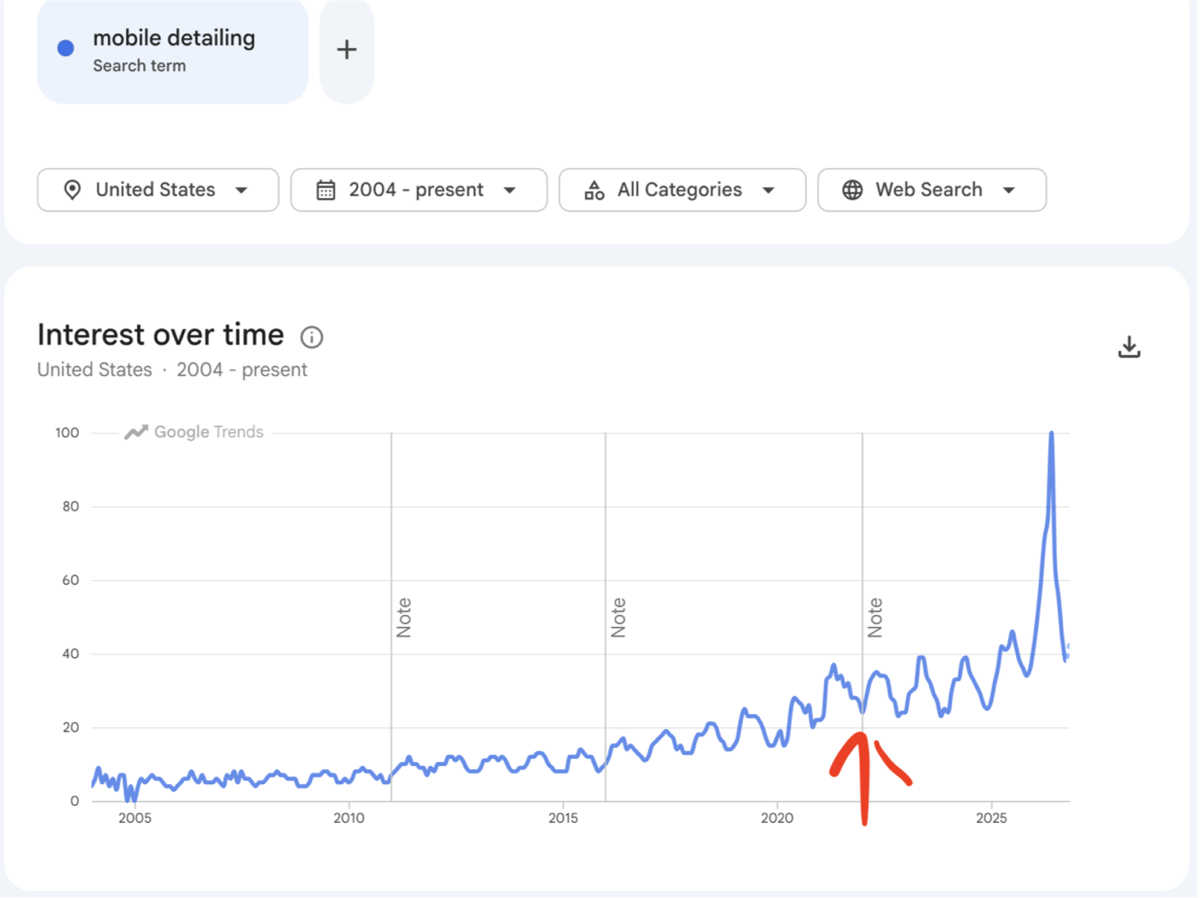 mobile detailing
Search term
+
United States
2004 - present
All Categories
Web Search
Interest over time
United States · 2004 - present
Google Trends
100
80
60
40
20
0
Note
Note
Note
2005
2010
2015
2020
2025